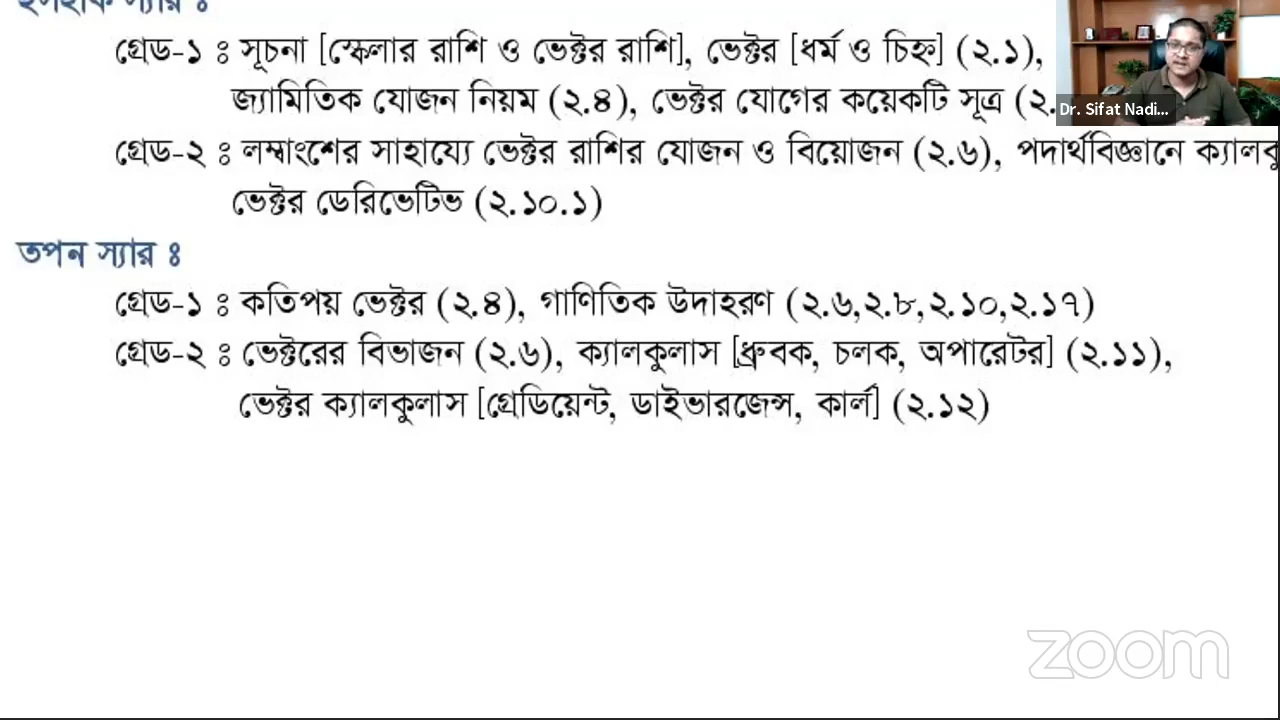 স্যার ঃ
গ্রেড-১ ঃ সূচনা [স্কেলার রাশি ও ভেক্টর রাশি], ভেক্টর [ধর্ম ও চিহ্ন] (২.১),
জ্যামিতিক যোজন নিয়ম (২.৪), ভেক্টর যোগের কয়েকটি সূত্র (২.
Dr. Sifat Nadi...
গ্রেড-২ ঃ লম্বাংশের সাহায্যে ভেক্টর রাশির যোজন ও বিয়োজন (২.৬), পদার্থবিজ্ঞানে
ভেক্টর ডেরিভেটিভ (২.১০.১)
তপন স্যার ঃ
গ্রেড-১ ঃ কতিপয় ভেক্টর (২.৪), গাণিতিক উদাহরণ (২.৬,২.৮,২.১০,২.১৭)
গ্রেড-২ ঃ ভেক্টরের বিভাজন (২.৬), ক্যালকুলাস [ধ্রুবক, চলক, অপারেটর] (২.১১),
ভেক্টর ক্যালকুলাস [গ্রেডিয়েন্ট, ডাইভারজেন্স, কার্ল] (২.১২)
zoom